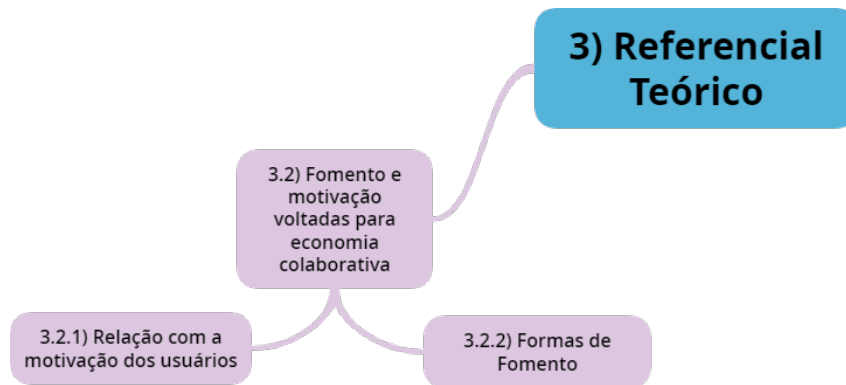 3) Referencial
Teórico
3.2) Fomento e
motivação
voltadas para
economia
colaborativa
3.2.1) Relação com a
motivação dos usuários
3.2.2) Formas de
Fomento